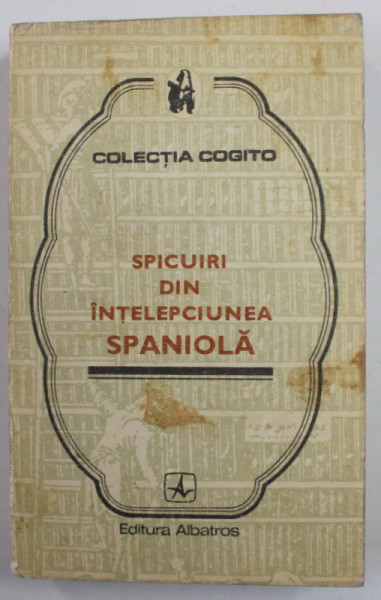 COLECȚIA COGITO
SPICUIRI
DIN
ÎNȚELEPCIUNEA
SPANIOLĂ
Editura Albatros